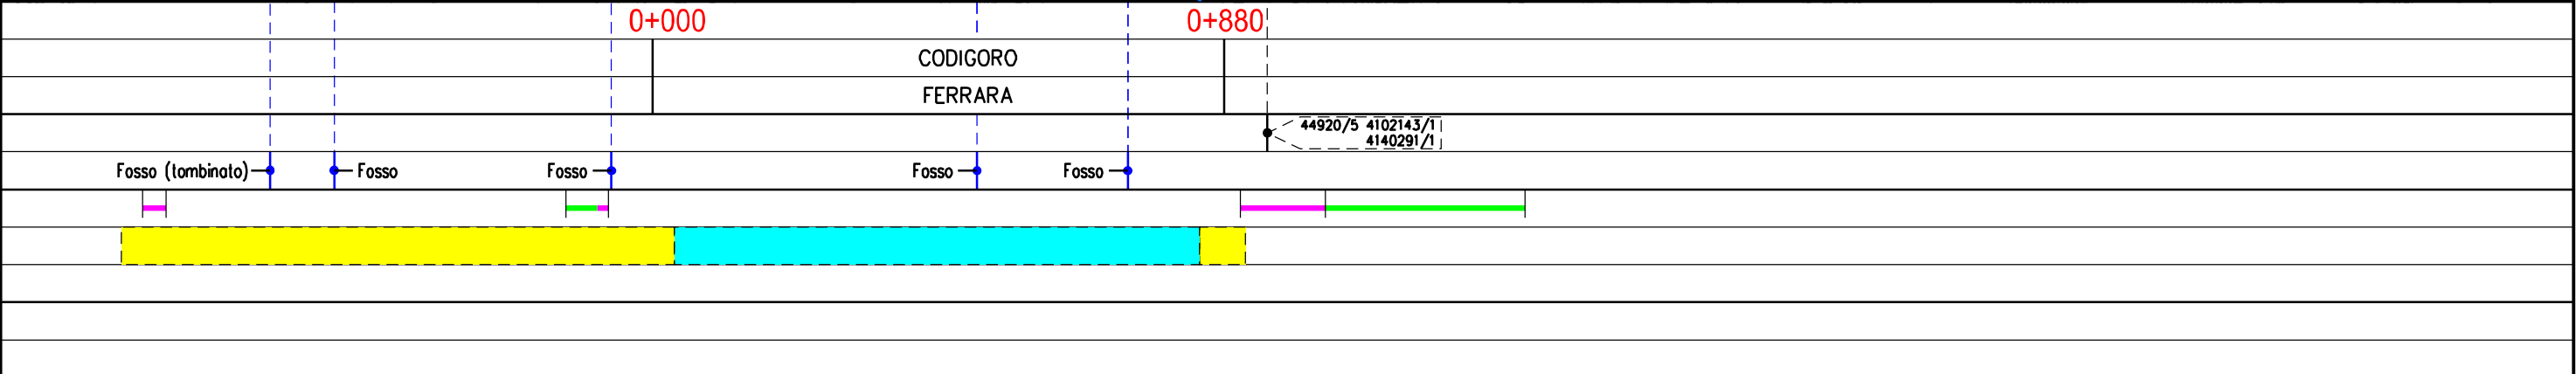 0+000
0+880
CODIGORO
FERRARA
44920/5 4102143/1
4140291/1
Fosso (tombinato)
Fosso
Fosso
Fosso
Fosso